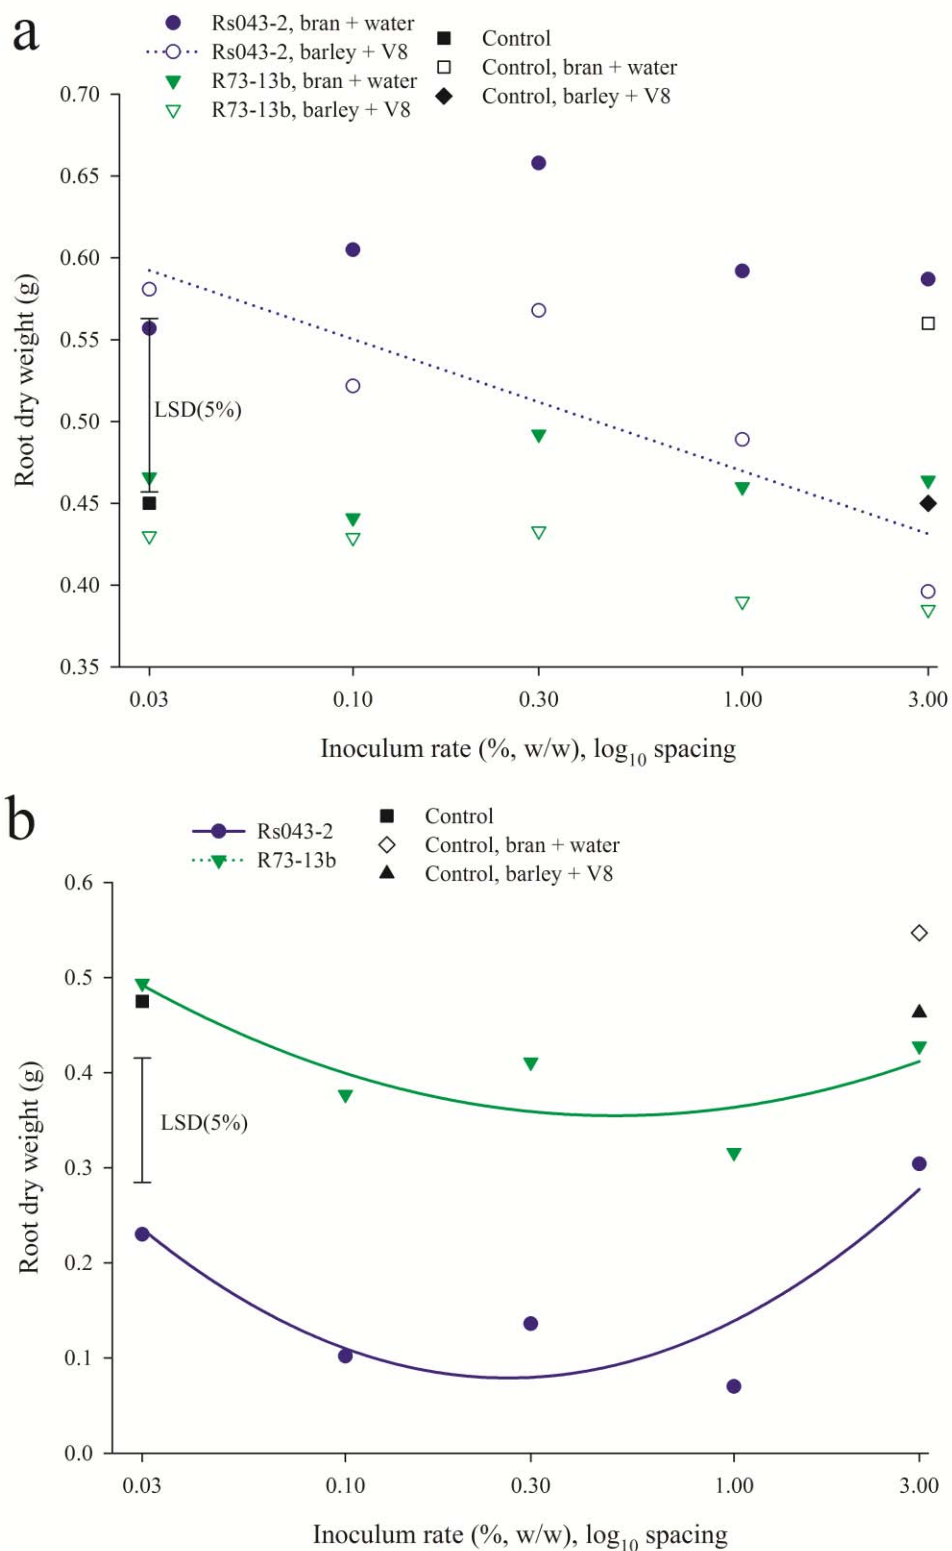 a
Rs043-2, bran + water
Rs043-2, barley + V8
R73-13b, bran + water
R73-13b, barley + V8
Control
Control, bran + water
Control, barley + V8
Root dry weight (g)
0.70
0.65
0.60
0.55
0.50
0.45
0.40
0.35
LSD(5%)
0.03 0.10 0.30 1.00 3.00
Inoculum rate (%, w/w), log10 spacing
b
Rs043-2
R73-13b
Control
Control, bran + water
Control, barley + V8
Root dry weight (g)
0.6
0.5
0.4
0.3
0.2
0.1
0.0
LSD(5%)
0.03 0.10 0.30 1.00 3.00
Inoculum rate (%, w/w), log10 spacing